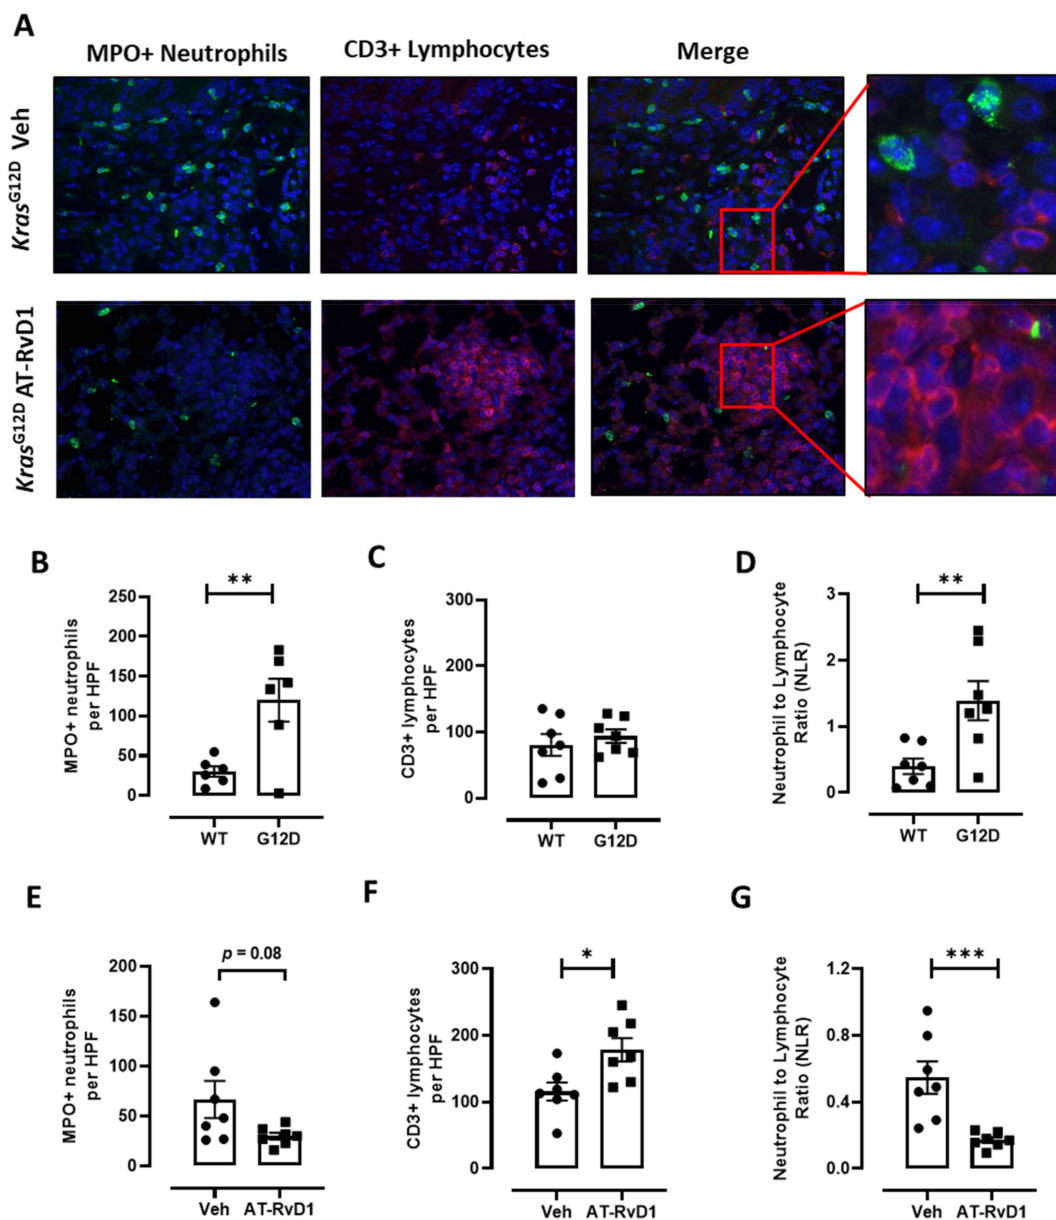 A
MPO+ Neutrophils
CD3+ Lymphocytes
Merge
Kras^G12D Veh
Kras^G12D AT-RvD1
B
MPO+ neutrophils
per HPF
250
200
150
100
50
0
**
WT
G12D
C
CD3+ lymphocytes
per HPF
300
200
100
0
WT
G12D
D
Neutrophil to Lymphocyte
Ratio (NLR)
3
2
1
0
**
WT
G12D
E
MPO+ neutrophils
per HPF
200
150
100
50
0
p = 0.08
Veh
AT-RvD1
F
CD3+ lymphocytes
per HPF
300
200
100
0
*
Veh
AT-RvD1
G
Neutrophil to Lymphocyte
Ratio (NLR)
1.2
0.8
0.4
0.0
***
Veh
AT-RvD1